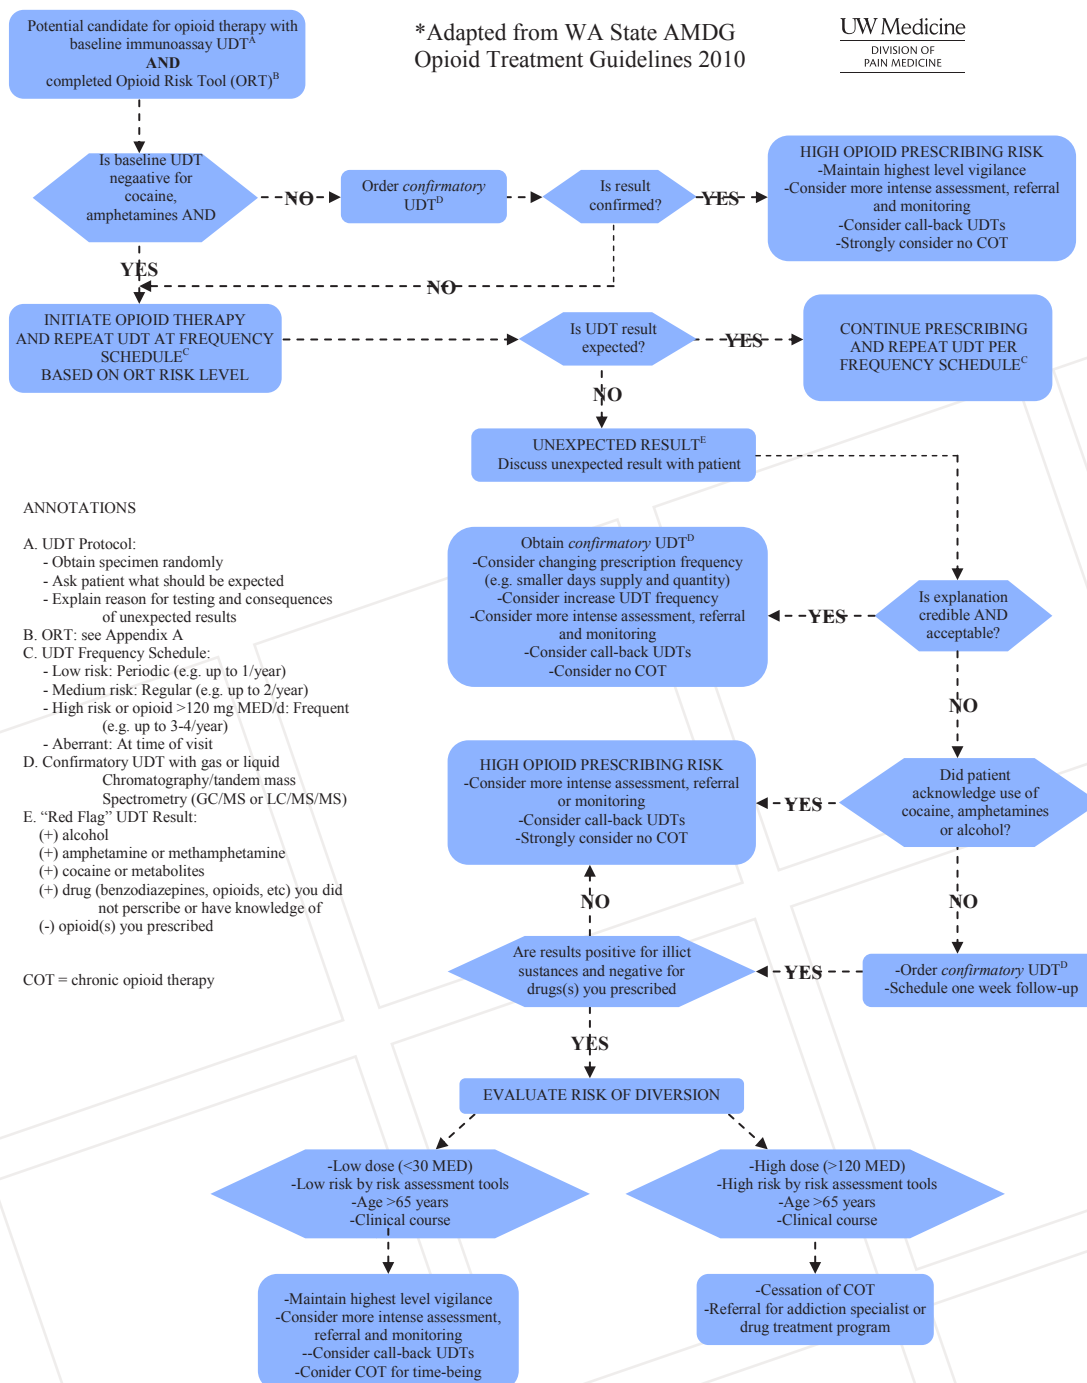 Potential candidate for opioid therapy with
baseline immunoassay UDTA
AND
completed Opioid Risk Tool (ORT)B
*Adapted from WA State AMDG
Opioid Treatment Guidelines 2010
UW Medicine
DIVISION OF
PAIN MEDICINE
Is baseline UDT
negaative for
cocaine,
amphetamines AND
NO
Order confirmatory
UDTD
Is result
confirmed?
YES
HIGH OPIOID PRESCRIBING RISK
-Maintain highest level vigilance
-Consider more intense assessment, referral
and monitoring
-Consider call-back UDTs
-Strongly consider no COT
YES
NO
INITIATE OPIOID THERAPY
AND REPEAT UDT AT FREQUENCY
SCHEDULEC
BASED ON ORT RISK LEVEL
Is UDT result
expected?
YES
CONTINUE PRESCRIBING
AND REPEAT UDT PER
FREQUENCY SCHEDULEC
NO
UNEXPECTED RESULTE
Discuss unexpected result with patient
ANNOTATIONS
A. UDT Protocol:
- Obtain specimen randomly
- Ask patient what should be expected
- Explain reason for testing and consequences
of unexpected results
B. ORT: see Appendix A
C. UDT Frequency Schedule:
- Low risk: Periodic (e.g. up to 1/year)
- Medium risk: Regular (e.g. up to 2/year)
- High risk or opioid >120 mg MED/d: Frequent
(e.g. up to 3-4/year)
- Aberrant: At time of visit
D. Confirmatory UDT with gas or liquid
Chromatography/tandem mass
Spectrometry (GC/MS or LC/MS/MS)
E. “Red Flag” UDT Result:
(+) alcohol
(+) amphetamine or methamphetamine
(+) cocaine or metabolites
(+) drug (benzodiazepines, opioids, etc) you did
not perscribe or have knowledge of
(-) opioid(s) you prescribed
COT = chronic opioid therapy
Obtain confirmatory UDTD
-Consider changing prescription frequency
(e.g. smaller days supply and quantity)
-Consider increase UDT frequency
-Consider more intense assessment, referral
and monitoring
-Consider call-back UDTs
-Consider no COT
YES
Is explanation
credible AND
acceptable?
NO
HIGH OPIOID PRESCRIBING RISK
-Consider more intense assessment, referral
or monitoring
-Consider call-back UDTs
-Strongly consider no COT
YES
Did patient
acknowledge use of
cocaine, amphetamines
or alcohol?
NO
NO
Are results positive for illict
sustances and negative for
drugs(s) you prescribed
YES
-Order confirmatory UDTD
-Schedule one week follow-up
YES
EVALUATE RISK OF DIVERSION
-Low dose (<30 MED)
-Low risk by risk assessment tools
-Age >65 years
-Clinical course
-High dose (>120 MED)
-High risk by risk assessment tools
-Age >65 years
-Clinical course
-Maintain highest level vigilance
-Consider more intense assessment,
referral and monitoring
--Consider call-back UDTs
-Conider COT for time-being
-Cessation of COT
-Referral for addiction specialist or
drug treatment program